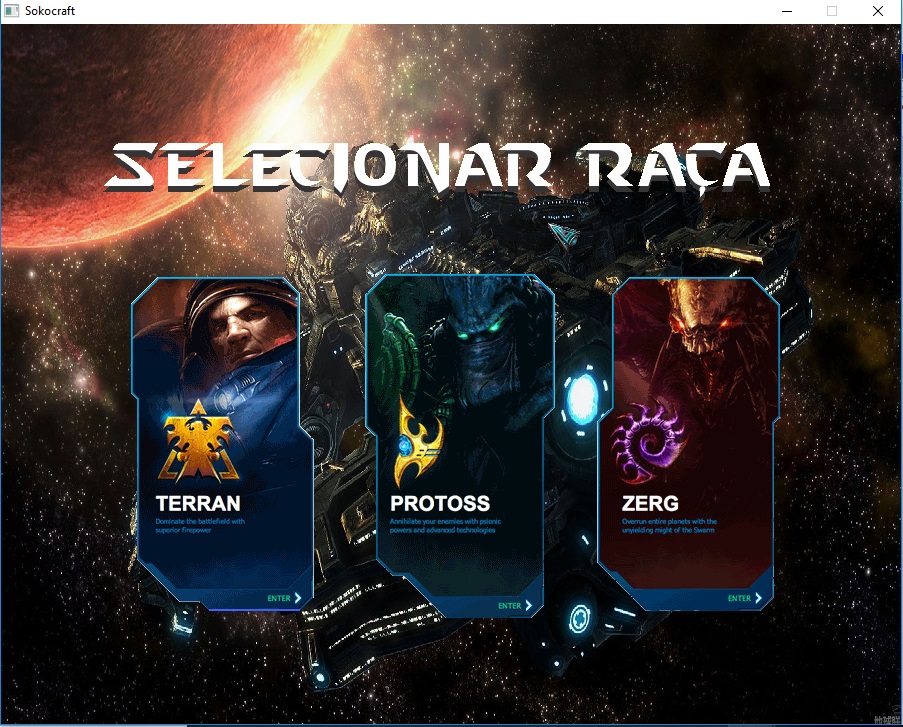 Sokocraft
SELECIONAR RAÇA
TERRAN
Dominate the battlefield with
superior firepower
ENTER
PROTOSS
Annihilate your enemies with psionic
powers and advanced technologies
ENTER
ZERG
Overrun entire planets with the
unyielding might of the Swarm
ENTER